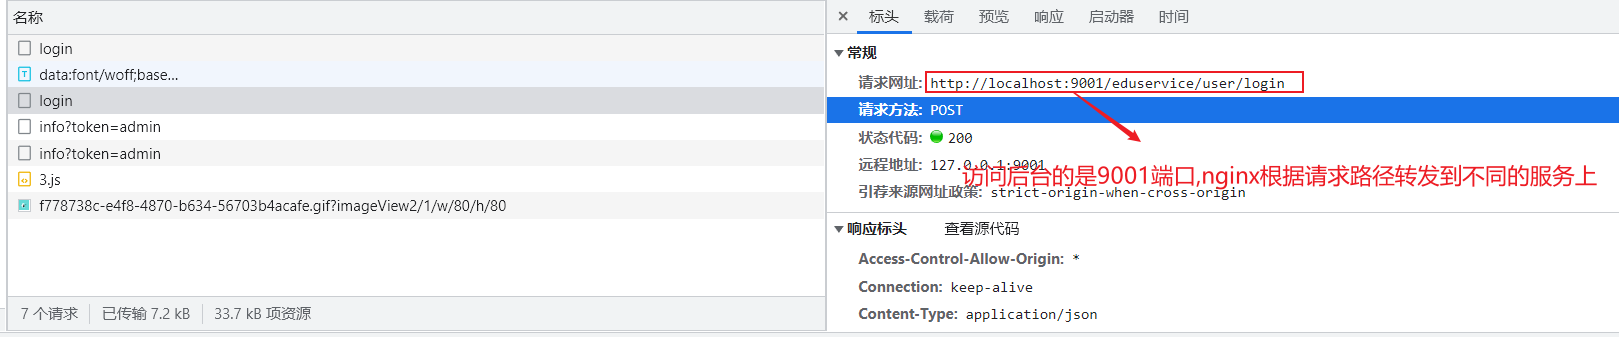 名称
login
data:font/woff;base...
login
info?token=admin
info?token=admin
3.js
f778738c-e4f8-4870-b634-56703b4acafe.gif?imageView2/1/w/80/h/80
7 个请求 已传输 7.2 kB 33.7 kB 项资源
× 标头 载荷 预览 响应 启动器 时间
常规
请求网址: http://localhost:9001/eduservice/user/login
请求方法: POST
状态代码: 200
远程地址: 127.0.0.1:9001
访问后台的是9001端口,nginx根据请求路径转发到不同的服务上
引荐来源网址政策: strict-origin-when-cross-origin
响应标头 查看源代码
Access-Control-Allow-Origin: *
Connection: keep-alive
Content-Type: application/json